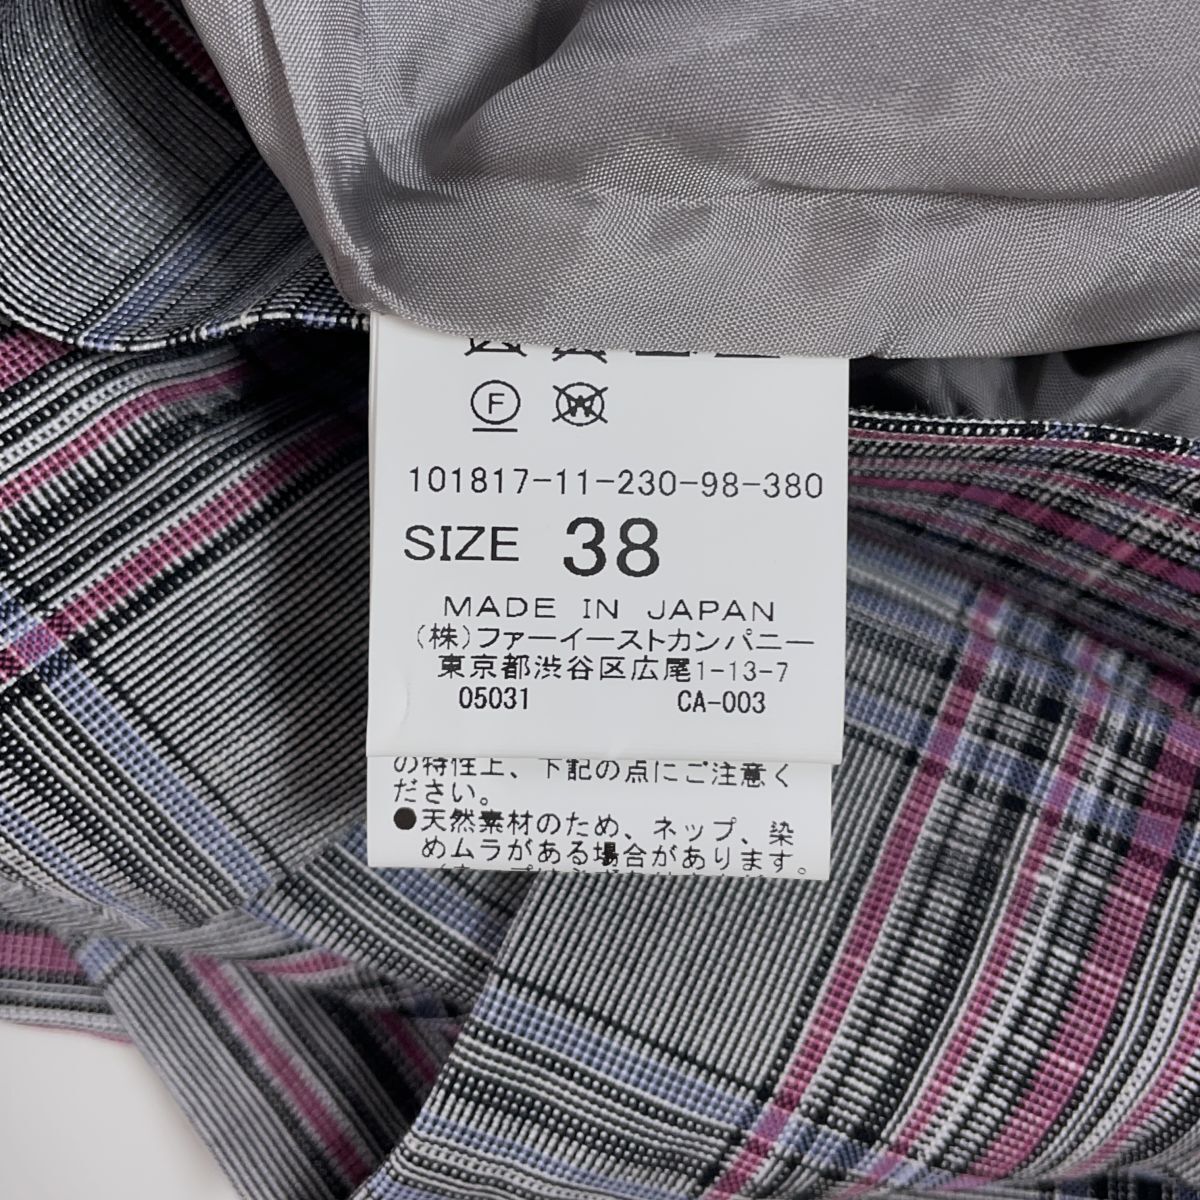 F
W
101817-11-230-98-380
SIZE 38
MADE IN JAPAN
(株)ファーイーストカンパニー
東京都渋谷区広尾1-13-7
05031 CA-003
の特性上、下記の点にご注意く
ださい。
●天然素材のため、ネップ、染
めムラがある場合があります。